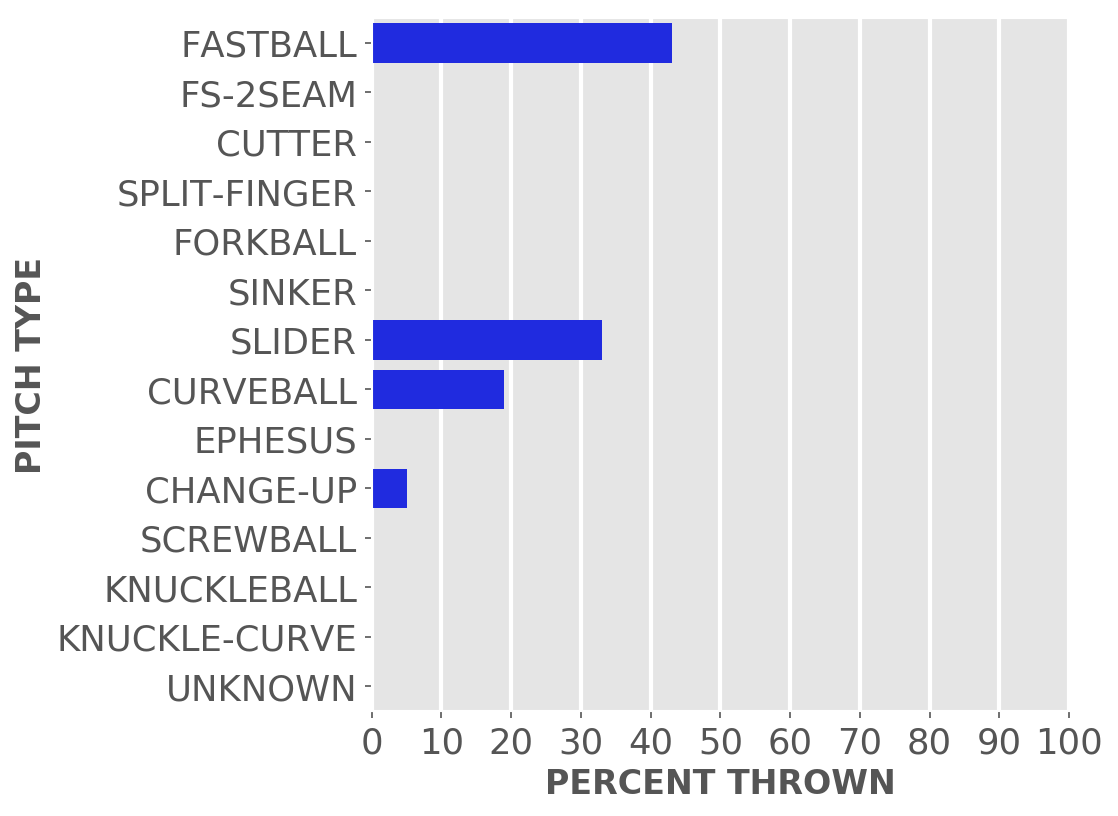 FASTBALL
FS-2SEAM
CUTTER
SPLIT-FINGER
FORKBALL
SINKER
SLIDER
CURVEBALL
EPHESUS
CHANGE-UP
SCREWBALL
KNUCKLEBALL
KNUCKLE-CURVE
UNKNOWN
PITCH TYPE
0 10 20 30 40 50 60 70 80 90 100
PERCENT THROWN